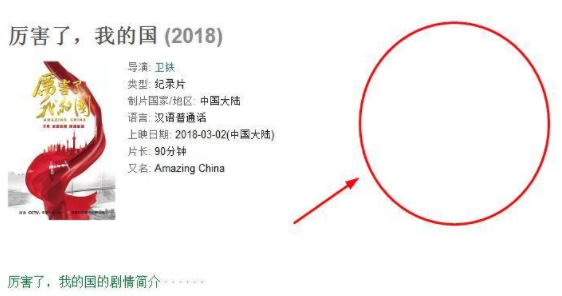 厉害了，我的国 (2018)
厉害了
我的国
AMAZING CHINA
导演: 卫铁
类型: 纪录片
制片国家/地区: 中国大陆
语言: 汉语普通话
上映日期: 2018-03-02(中国大陆)
片长: 90分钟
又名: Amazing China
厉害了，我的国的剧情简介 · · · · · ·